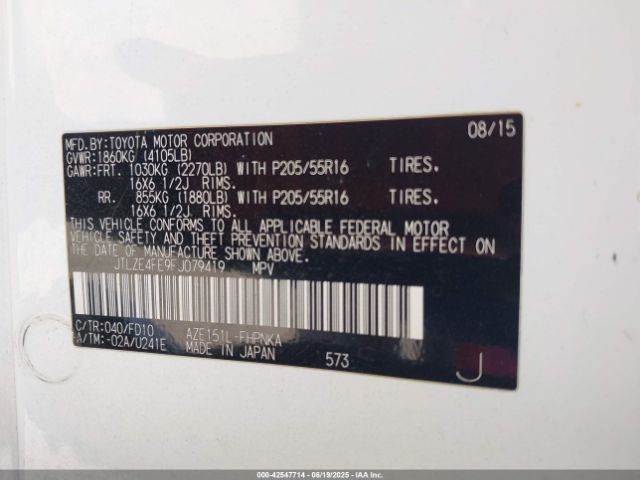 MFD.BY:TOYOTA MOTOR CORPORATION 08/15
GVWR:1860KG (4105LB)
GAWR:FRT. 1030KG (2270LB) WITH P205/55R16 TIRES.
16X6 1/2J RIMS.
RR. 855KG (1880LB) WITH P205/55R16 TIRES.
16X6 1/2J RIMS.
THIS VEHICLE CONFORMS TO ALL APPLICABLE FEDERAL MOTOR
VEHICLE SAFETY AND THEFT PREVENTION STANDARDS IN EFFECT ON
THE DATE OF MANUFACTURE SHOWN ABOVE.
JTLZE4FE9FJ079419 MPV
C/TR:040/FD10 AZE151L-FHPNKA
A/TM:-02A/U241E MADE IN JAPAN 573 J
000-42547714 - 06/19/2025 - IAAI.COM